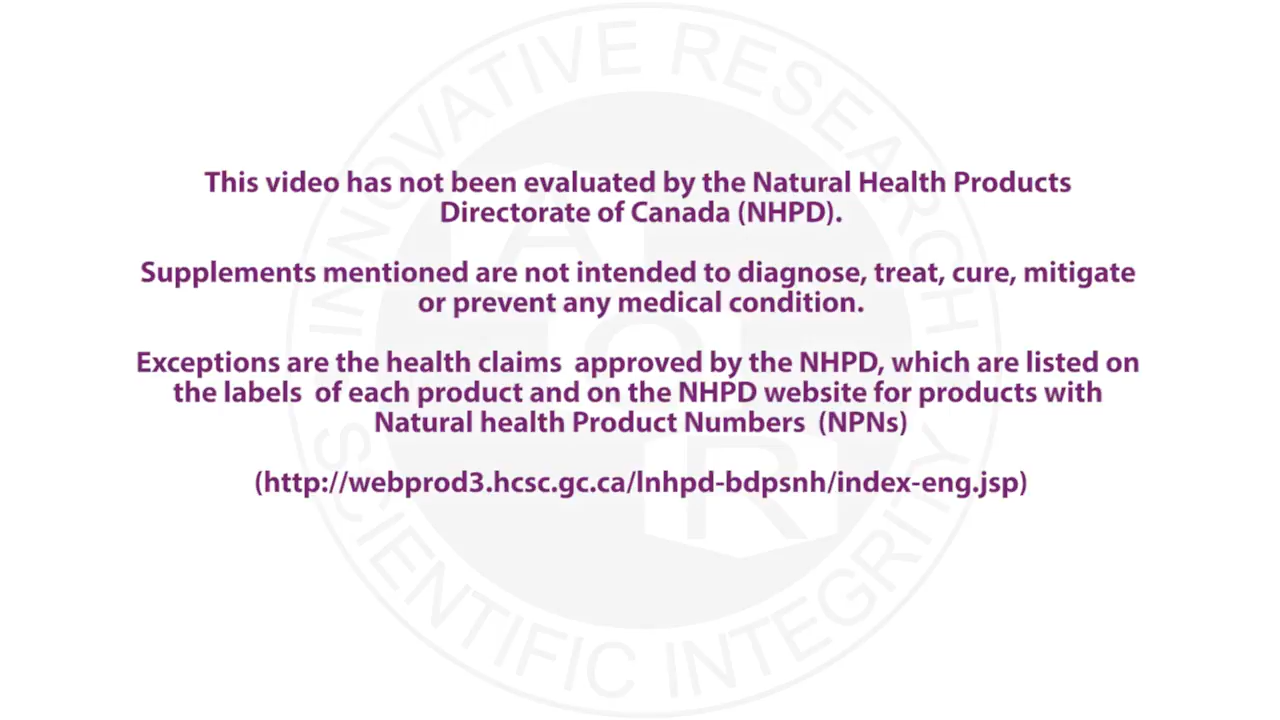 INNOVATIVE RESEARCH
This video has not been evaluated by the Natural Health Products
Directorate of Canada (NHPD).
Supplements mentioned are not intended to diagnose, treat, cure, mitigate
or prevent any medical condition.
Exceptions are the health claims  approved by the NHPD, which are listed on
the labels  of each product and on the NHPD website for products with
Natural health Product Numbers  (NPNs)
(http://webprod3.hcsc.gc.ca/lnhpd-bdpsnh/index-eng.jsp)
A
O
R
SCIENTIFIC INTEGRITY